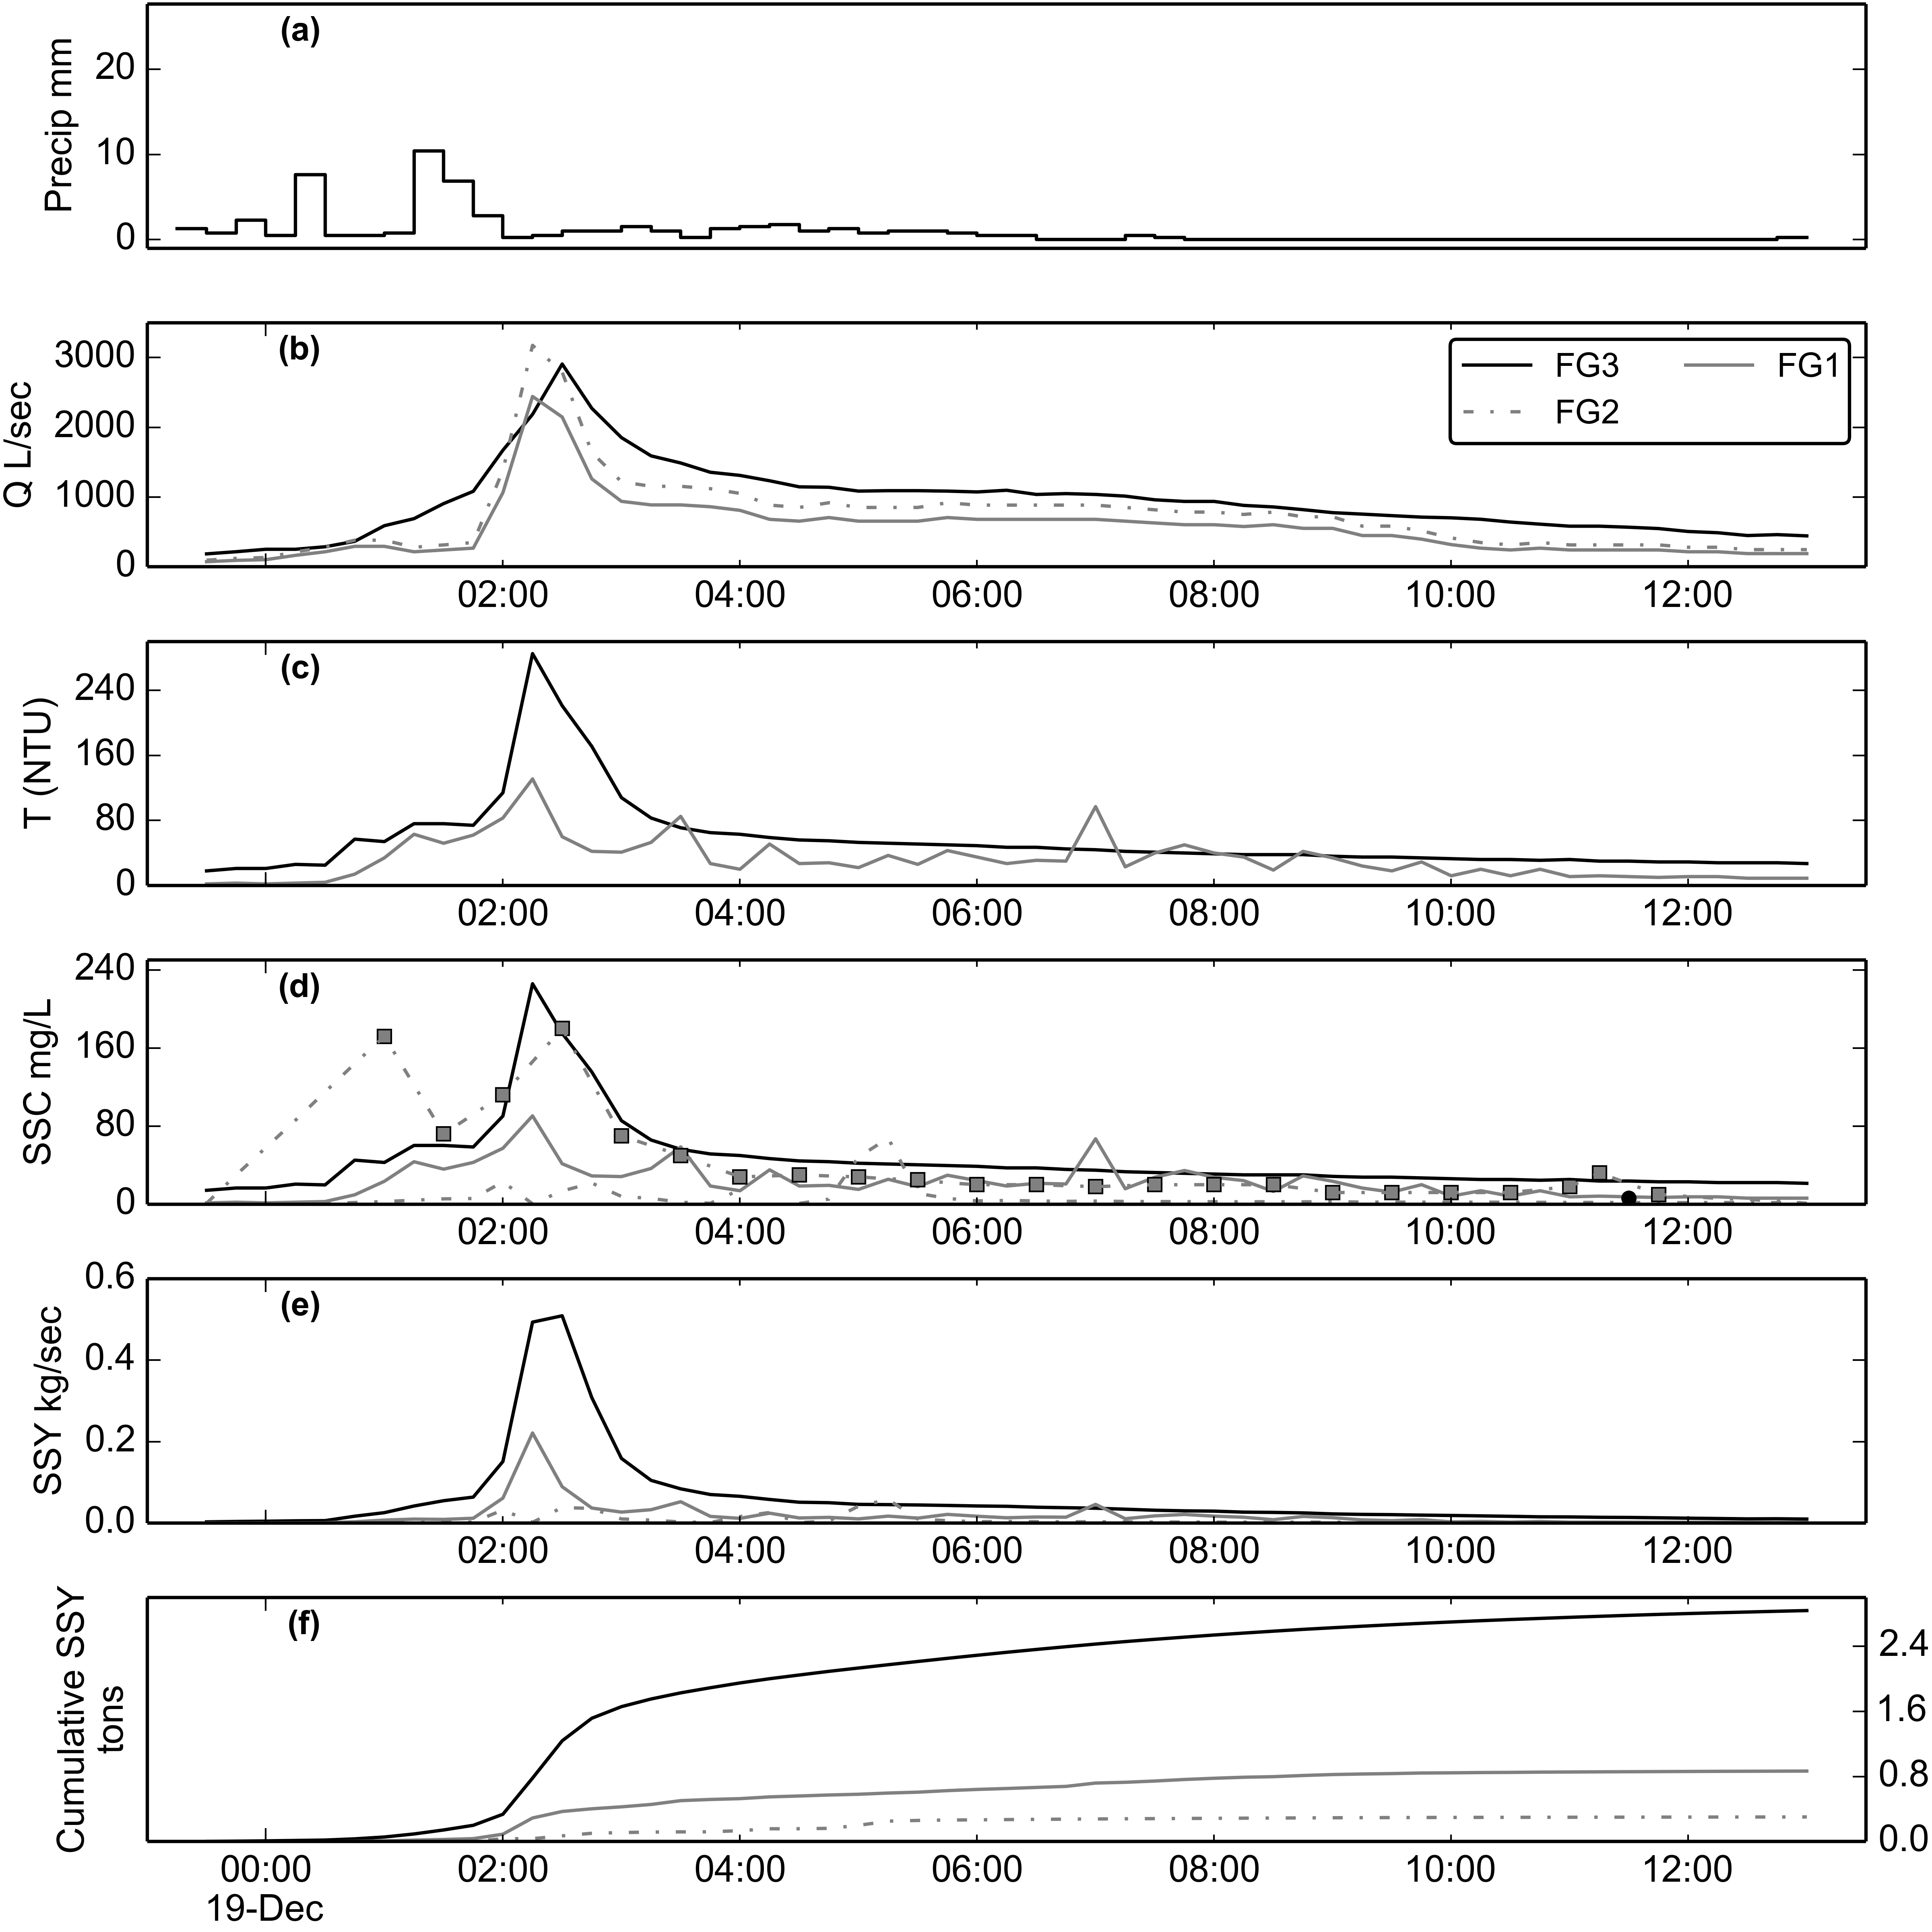 (a)
Precip mm
20
10
0
(b)
Q L/sec
3000
2000
1000
0
FG3 FG1
FG2
02:00 04:00 06:00 08:00 10:00 12:00
(c)
T (NTU)
240
160
80
0
02:00 04:00 06:00 08:00 10:00 12:00
(d)
SSC mg/L
240
160
80
0
02:00 04:00 06:00 08:00 10:00 12:00
(e)
SSY kg/sec
0.6
0.4
0.2
0.0
02:00 04:00 06:00 08:00 10:00 12:00
(f)
Cumulative SSY
tons
2.4
1.6
0.8
0.0
00:00 02:00 04:00 06:00 08:00 10:00 12:00
19-Dec